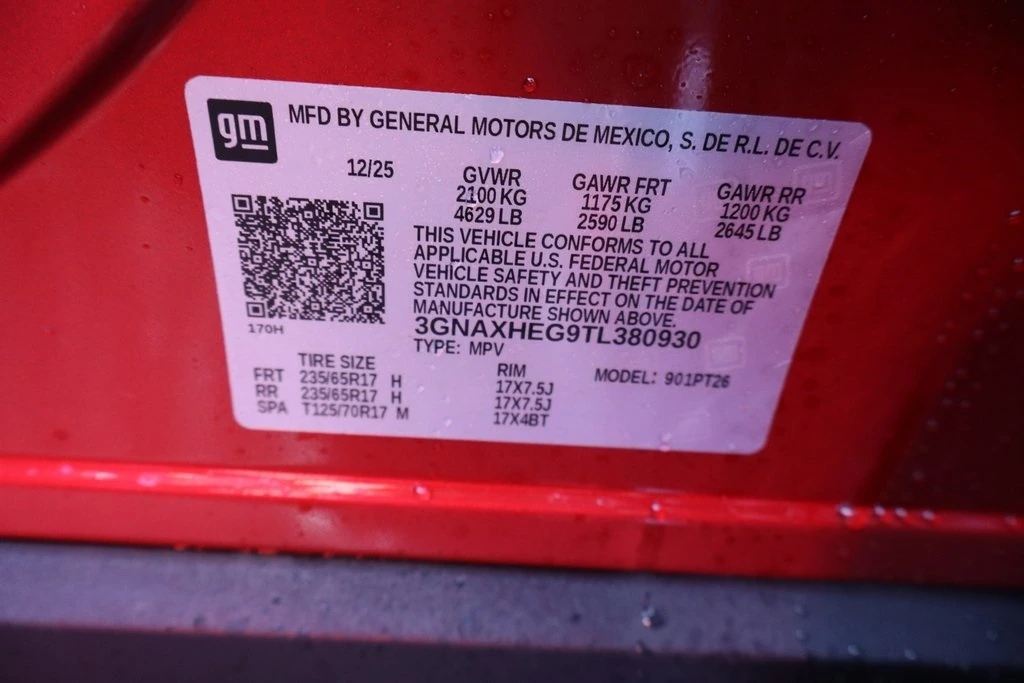 gm
MFD BY GENERAL MOTORS DE MEXICO, S. DE R.L. DE C.V.
12/25
GVWR GAWR FRT GAWR RR
2100 KG 1175 KG 1200 KG
4629 LB 2590 LB 2645 LB
THIS VEHICLE CONFORMS TO ALL
APPLICABLE U.S. FEDERAL MOTOR
VEHICLE SAFETY AND THEFT PREVENTION
STANDARDS IN EFFECT ON THE DATE OF
MANUFACTURE SHOWN ABOVE.
170H
3GNAXHEG9TL380930
TYPE: MPV
MODEL: 901PT26
TIRE SIZE RIM
FRT 235/65R17 H 17X7.5J
RR 235/65R17 H 17X7.5J
SPA T125/70R17 M 17X4BT